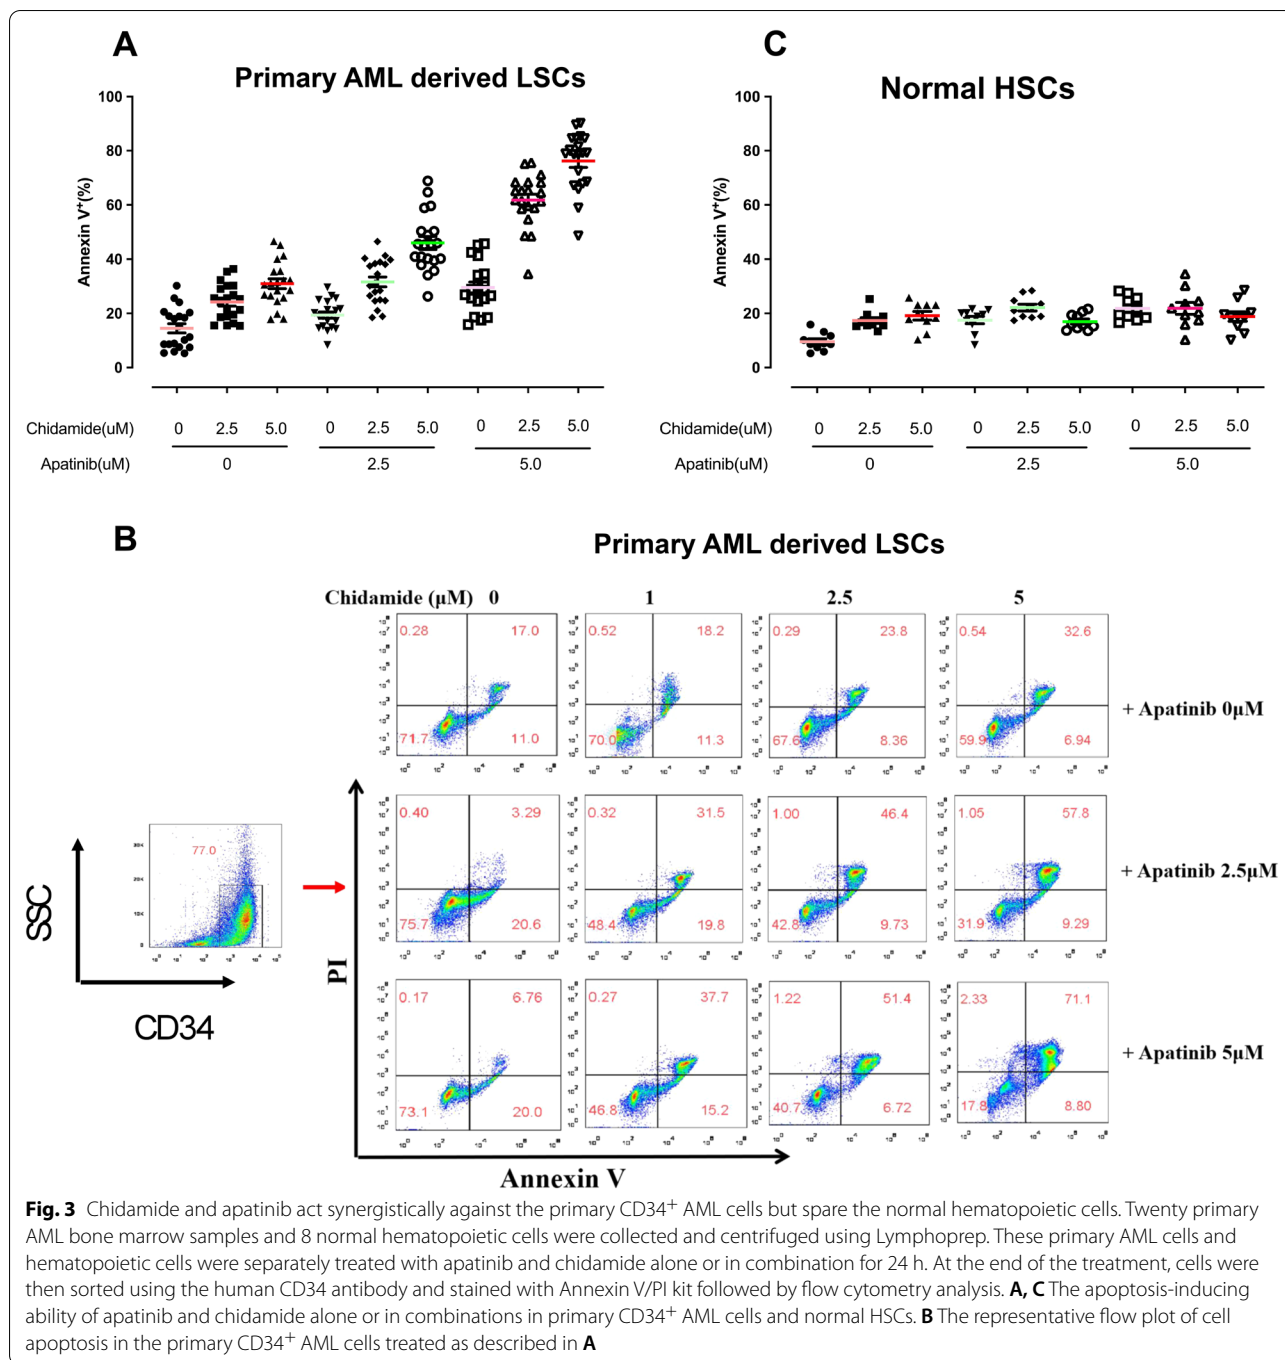 A
Primary AML derived LSCs
Annexin V⁺(%)
100
80
60
40
20
0
Chidamide(uM) 0 2.5 5.0 0 2.5 5.0 0 2.5 5.0
Apatinib(uM) 0 2.5 5.0
C
Normal HSCs
Annexin V⁺(%)
100
80
60
40
20
0
Chidamide(uM) 0 2.5 5.0 0 2.5 5.0 0 2.5 5.0
Apatinib(uM) 0 2.5 5.0
B
Primary AML derived LSCs
Chidamide (µM) 0 1 2.5 5
0.28 17.0 0.52 18.2 0.29 23.8 0.54 32.6
+ Apatinib 0µM
71.7 11.0 70.0 11.3 67.6 8.36 59.9 6.94
0.40 3.29 0.32 31.5 1.00 46.4 1.05 57.8
+ Apatinib 2.5µM
75.7 20.6 48.4 19.8 42.8 9.73 31.9 9.29
0.17 6.76 0.27 37.7 1.22 51.4 2.33 71.1
+ Apatinib 5µM
73.1 20.0 46.8 15.2 40.7 6.72 17.8 8.80
77.0
30K
20K
10K
0
SSC
CD34
PI
Annexin V
Fig. 3 Chidamide and apatinib act synergistically against the primary CD34⁺ AML cells but spare the normal hematopoietic cells. Twenty primary
AML bone marrow samples and 8 normal hematopoietic cells were collected and centrifuged using Lymphoprep. These primary AML cells and
hematopoietic cells were separately treated with apatinib and chidamide alone or in combination for 24 h. At the end of the treatment, cells were
then sorted using the human CD34 antibody and stained with Annexin V/PI kit followed by flow cytometry analysis. A, C The apoptosis-inducing
ability of apatinib and chidamide alone or in combinations in primary CD34⁺ AML cells and normal HSCs. B The representative flow plot of cell
apoptosis in the primary CD34⁺ AML cells treated as described in A